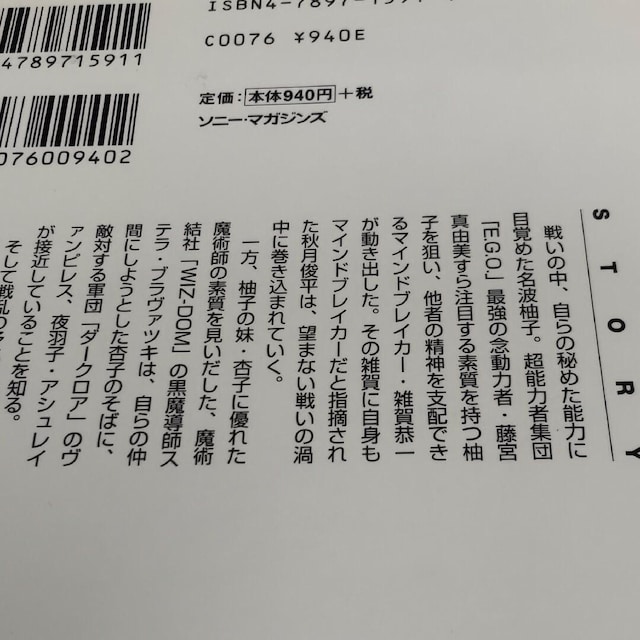 4789715911
C0076 ¥940E
076009402
定価：本体940円＋税
ソニー・マガジンズ
STORY
戦いの中、自らの秘めた能力に
目覚めた名波柚子。超能力者集団
「E.G.O.」最強の念動力者・藤宮
真由美すら注目する素質を持つ柚
子を狙い、他者の精神を支配でき
るマインドブレイカー・雑賀恭一
が動き出した。その雑賀に自身も
マインドブレイカーだと指摘され
た秋月俊平は、望まない戦いの渦
中に巻き込まれていく。
一方、柚子の妹・杏子に優れた
魔術師の素質を見いだした、魔術
結社「WIZ-DOM」の黒魔導師ス
テラ・ブラヴァツキは、自らの仲
間にしようとした杏子のそばに、
敵対する軍団「ダークロア」のヴ
ァンピレス、夜羽子・アシュレイ
が接近していることを知る。